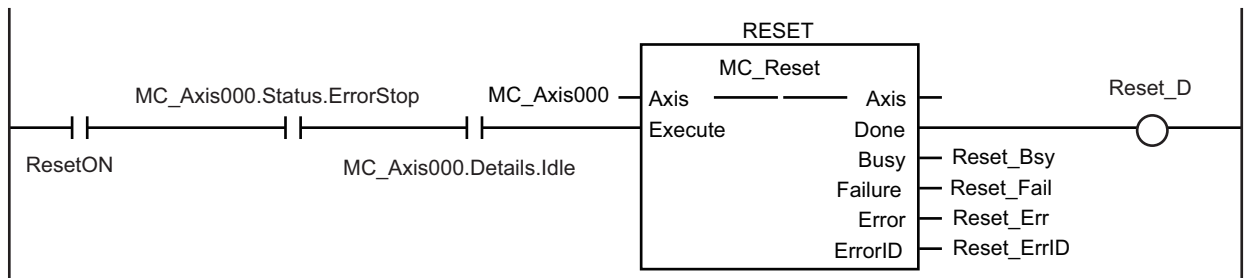 RESET
MC_Reset
MC_Axis000.Status.ErrorStop
MC_Axis000
Axis
Axis
Reset_D
Execute
Done
ResetON
MC_Axis000.Details.Idle
Busy
Reset_Bsy
Failure
Reset_Fail
Error
Reset_Err
ErrorID
Reset_ErrID